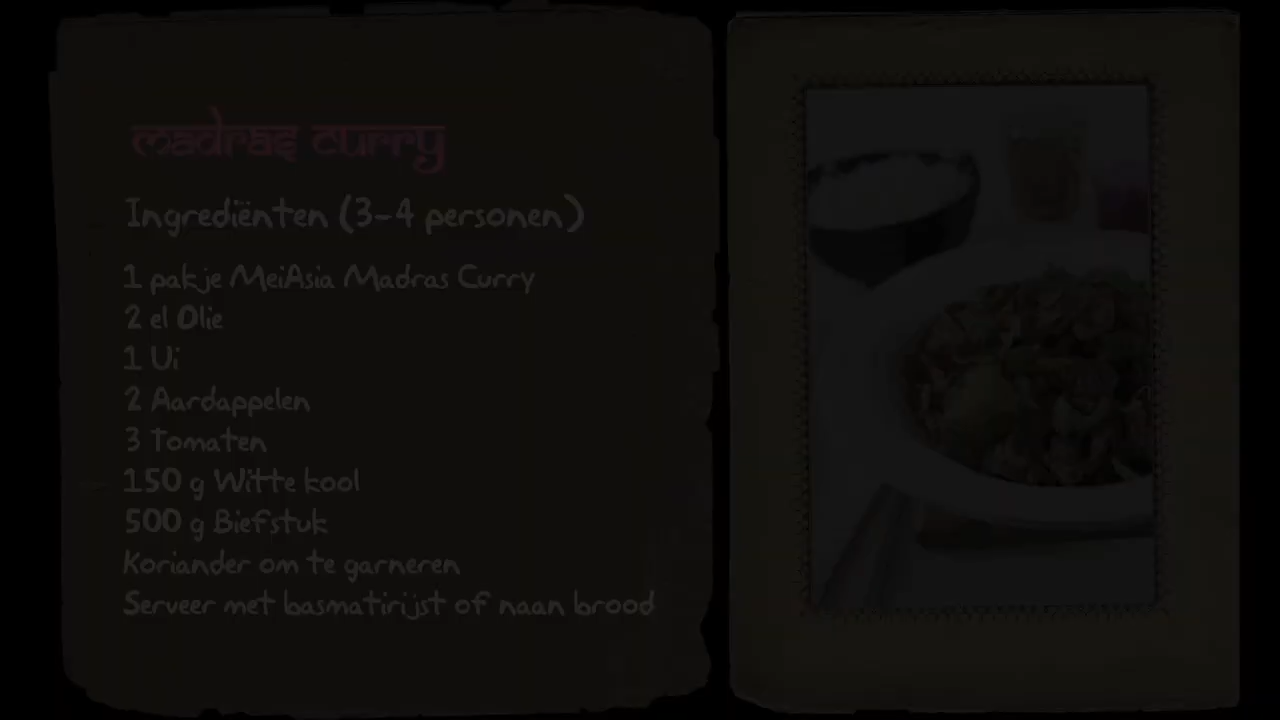 madras curry
Ingrediënten (3-4 personen)
1 pakje MeiAsia Madras Curry
2 el Olie
1 Ui
2 Aardappelen
3 Tomaten
150 g Witte kool
500 g Biefstuk
Koriander om te garneren
Serveer met basmatirijst of naan brood